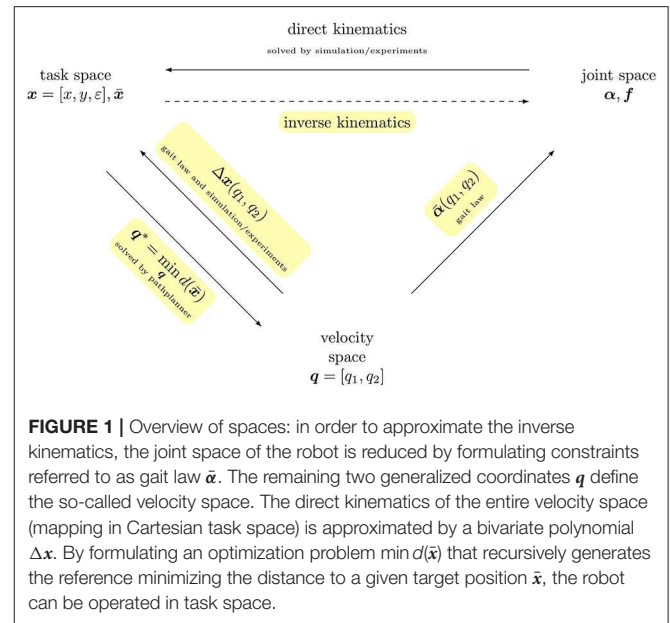 direct kinematics
solved by simulation/experiments
task space
x = [x, y, ε], x̄
joint space
α, f
inverse kinematics
Δx(q₁, q₂)
gait law and simulation/experiments
ᾱ(q₁, q₂)
gait law
q* = min d(x̄)
q
solved by pathplanner
velocity
space
q = [q₁, q₂]
FIGURE 1 | Overview of spaces: in order to approximate the inverse
kinematics, the joint space of the robot is reduced by formulating constraints
referred to as gait law ᾱ. The remaining two generalized coordinates q define
the so-called velocity space. The direct kinematics of the entire velocity space
(mapping in Cartesian task space) is approximated by a bivariate polynomial
Δx. By formulating an optimization problem min d(x̄) that recursively generates
the reference minimizing the distance to a given target position x̄, the robot
can be operated in task space.